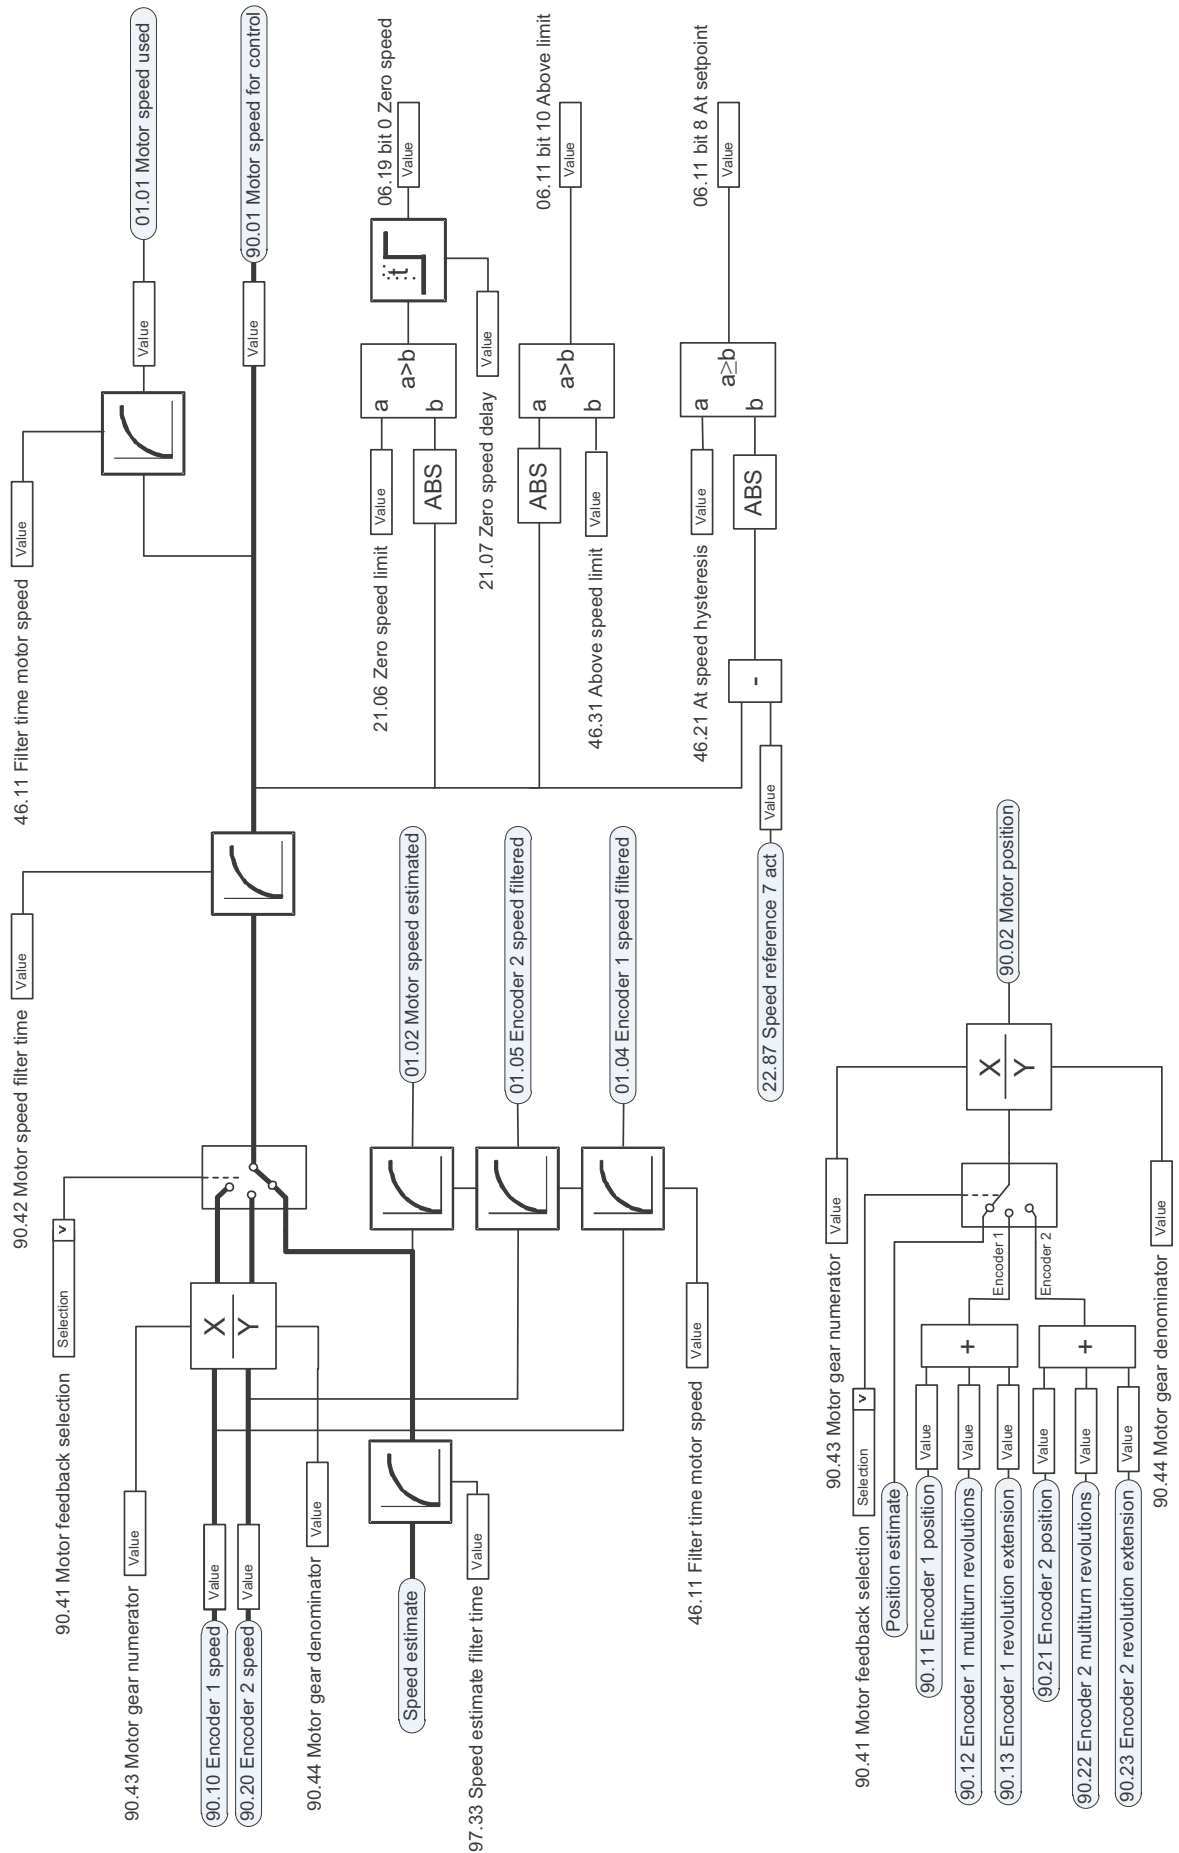 46.11 Filter time motor speed
Value
01.01 Motor speed used
Value
90.42 Motor speed filter time
Value
90.01 Motor speed for control
Value
90.41 Motor feedback selection
Selection
v
90.43 Motor gear numerator
Value
90.10 Encoder 1 speed
Value
90.20 Encoder 2 speed
Value
X
Y
90.44 Motor gear denominator
Value
Speed estimate
97.33 Speed estimate filter time
Value
01.02 Motor speed estimated
01.05 Encoder 2 speed filtered
01.04 Encoder 1 speed filtered
46.11 Filter time motor speed
Value
21.06 Zero speed limit
Value
ABS
a
b
a>b
t
06.19 bit 0 Zero speed
Value
21.07 Zero speed delay
Value
ABS
46.31 Above speed limit
Value
a
b
a>b
06.11 bit 10 Above limit
Value
46.21 At speed hysteresis
Value
ABS
a
b
a≥b
06.11 bit 8 At setpoint
Value
-
22.87 Speed reference 7 act
Value
90.43 Motor gear numerator
Value
90.41 Motor feedback selection
Selection
v
Position estimate
90.11 Encoder 1 position
Value
90.12 Encoder 1 multiturn revolutions
Value
90.13 Encoder 1 revolution extension
Value
+
Encoder 1
90.21 Encoder 2 position
Value
90.22 Encoder 2 multiturn revolutions
Value
90.23 Encoder 2 revolution extension
Value
+
Encoder 2
X
Y
90.02 Motor position
90.44 Motor gear denominator
Value